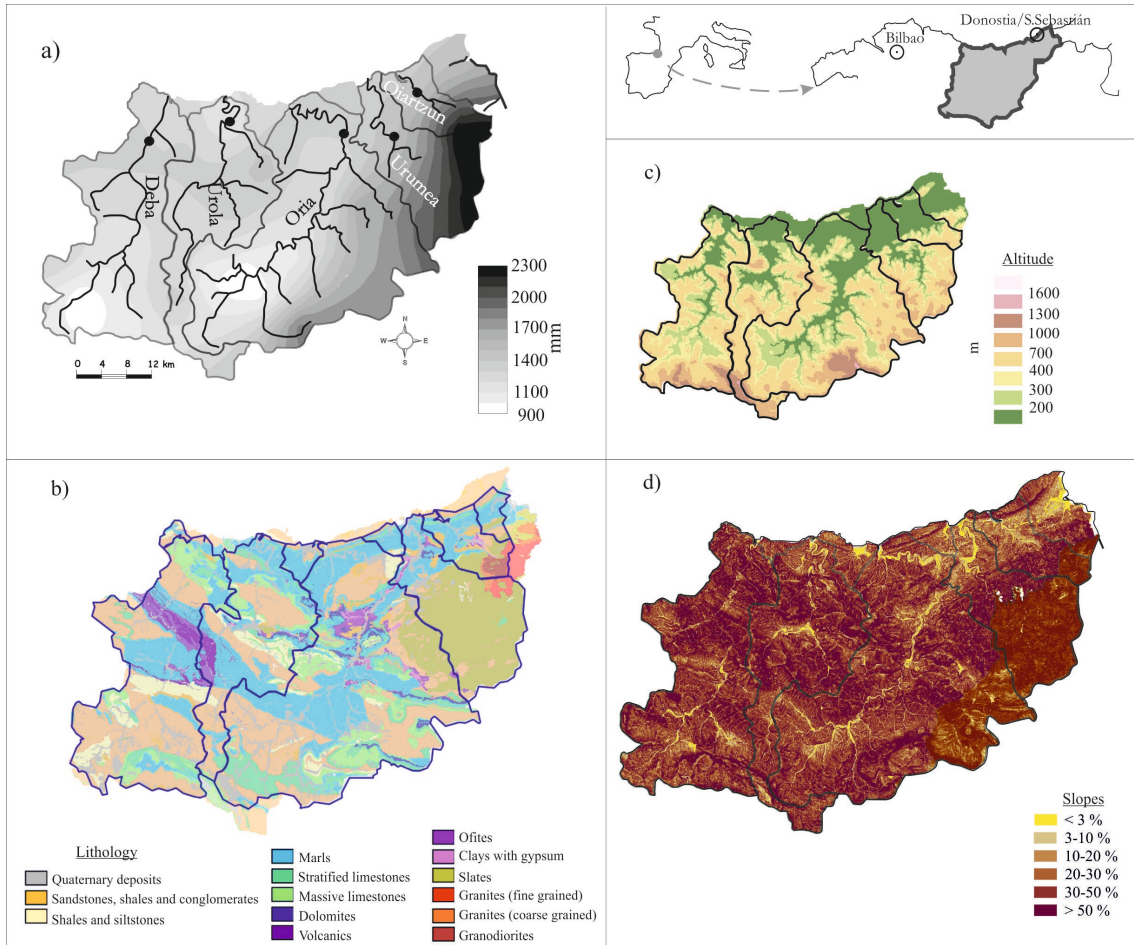 a)
Deba
Urola
Oria
Urumea
Oiartzun
2300
2000
1700
1400
1100
900
mm
N
W
E
S
0 4 8 12 km
Bilbao
Donostia/S.Sebastián
c)
Altitude
1600
1300
1000
700
400
300
200
m
b)
Lithology
Quaternary deposits
Sandstones, shales and conglomerates
Shales and siltstones
Marls
Stratified limestones
Massive limestones
Dolomites
Volcanics
Ofites
Clays with gypsum
Slates
Granites (fine grained)
Granites (coarse grained)
Granodiorites
d)
Slopes
< 3 %
3-10 %
10-20 %
20-30 %
30-50 %
> 50 %